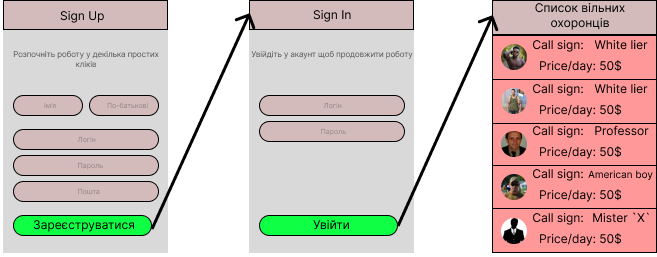 Sign Up
Розпочніть роботу у декілька простих
кліків
Ім'я
По-батькові
Логін
Пароль
Пошта
Зареєструватися
Sign In
Увійдіть у акаунт щоб продовжити роботу
Логін
Пароль
Увійти
Список вільних
охоронців
Call sign: White lier
Price/day: 50$
Call sign: White lier
Price/day: 50$
Call sign: Professor
Price/day: 50$
Call sign: American boy
Price/day: 50$
Call sign: Mister `X`
Price/day: 50$